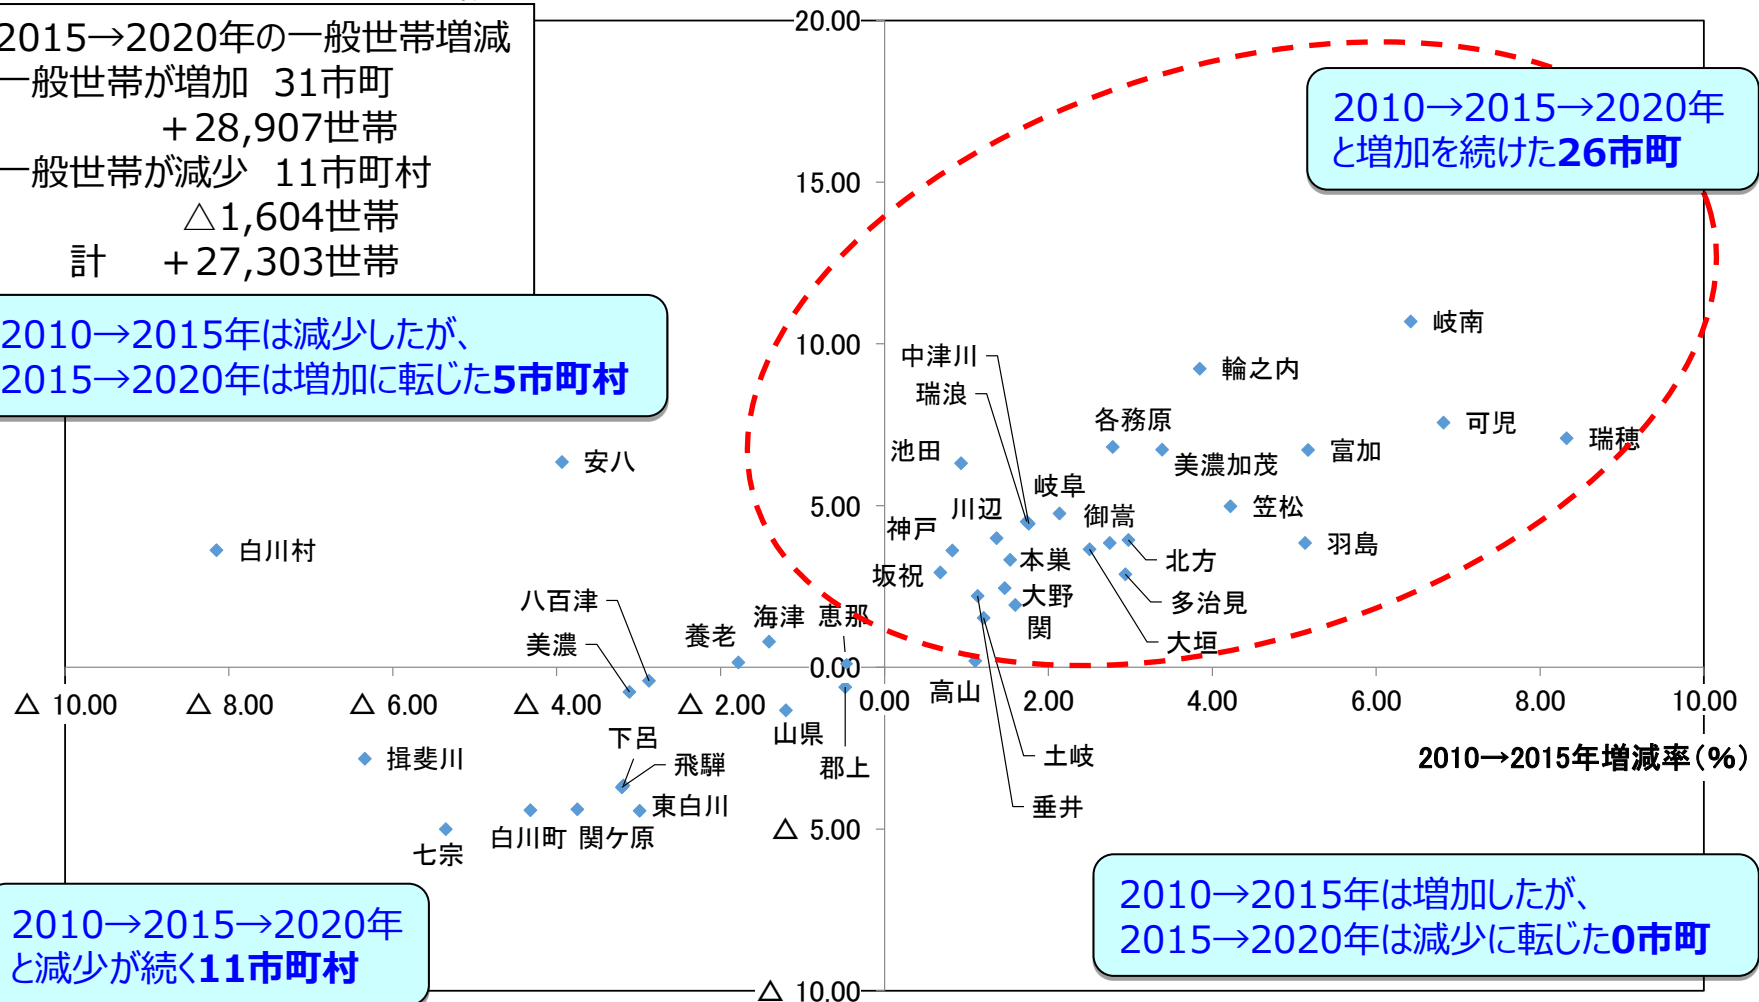 2015→2020年の一般世帯増減
一般世帯が増加 31市町
＋28,907世帯
一般世帯が減少 11市町村
△1,604世帯
計 ＋27,303世帯
2010→2015年は減少したが、
2015→2020年は増加に転じた5市町村
2010→2015→2020年
と増加を続けた26市町
20.00
15.00
10.00
5.00
0.00
△ 5.00
△ 10.00
△ 10.00
△ 8.00
△ 6.00
△ 4.00
△ 2.00
0.00
2.00
4.00
6.00
8.00
10.00
2010→2015年増減率(%)
岐南
輪之内
中津川
瑞浪
可児
瑞穂
各務原
美濃加茂
富加
池田
安八
岐阜
笠松
川辺
御嵩
神戸
羽島
白川村
本巣
北方
坂祝
大野
多治見
関
大垣
八百津
海津
恵那
養老
美濃
高山
山県
下呂
郡上
土岐
揖斐川
飛騨
東白川
垂井
白川町
関ケ原
七宗
2010→2015→2020年
と減少が続く11市町村
2010→2015年は増加したが、
2015→2020年は減少に転じた0市町